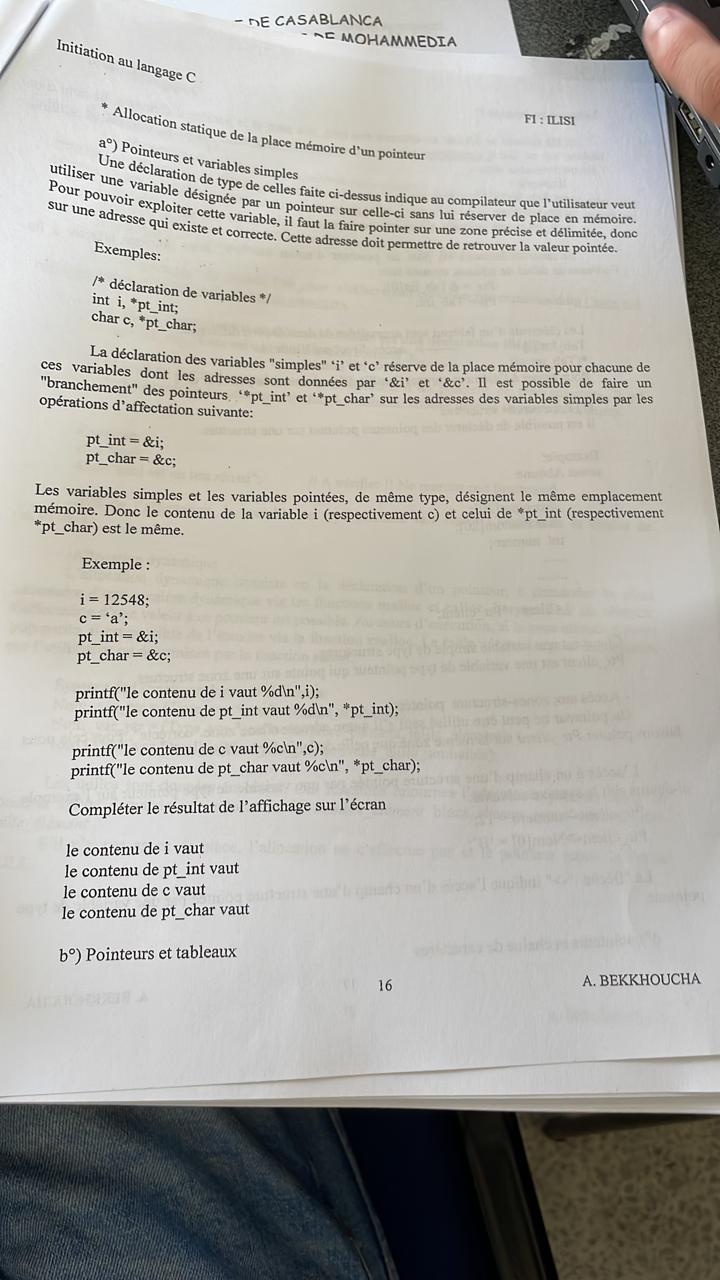 - DE CASABLANCA
- DE MOHAMMEDIA
Initiation au langage C
FI : ILISI
* Allocation statique de la place mémoire d'un pointeur
a°) Pointeurs et variables simples
Une déclaration de type de celles faite ci-dessus indique au compilateur que l'utilisateur veut
utiliser une variable désignée par un pointeur sur celle-ci sans lui réserver de place en mémoire.
Pour pouvoir exploiter cette variable, il faut la faire pointer sur une zone précise et délimitée, donc
sur une adresse qui existe et correcte. Cette adresse doit permettre de retrouver la valeur pointée.
Exemples:
/* déclaration de variables */
int i, *pt_int;
char c, *pt_char;
La déclaration des variables "simples" 'i' et 'c' réserve de la place mémoire pour chacune de
ces variables dont les adresses sont données par '&i' et '&c'. Il est possible de faire un
"branchement" des pointeurs '*pt_int' et '*pt_char' sur les adresses des variables simples par les
opérations d'affectation suivante:
pt_int = &i;
pt_char = &c;
Les variables simples et les variables pointées, de même type, désignent le même emplacement
mémoire. Donc le contenu de la variable i (respectivement c) et celui de *pt_int (respectivement
*pt_char) est le même.
Exemple :
i = 12548;
c = 'a';
pt_int = &i;
pt_char = &c;
printf("le contenu de i vaut %d\n",i);
printf("le contenu de pt_int vaut %d\n", *pt_int);
printf("le contenu de c vaut %c\n",c);
printf("le contenu de pt_char vaut %c\n", *pt_char);
Compléter le résultat de l'affichage sur l'écran
le contenu de i vaut
le contenu de pt_int vaut
le contenu de c vaut
le contenu de pt_char vaut
b°) Pointeurs et tableaux
16
A. BEKKHOUCHA